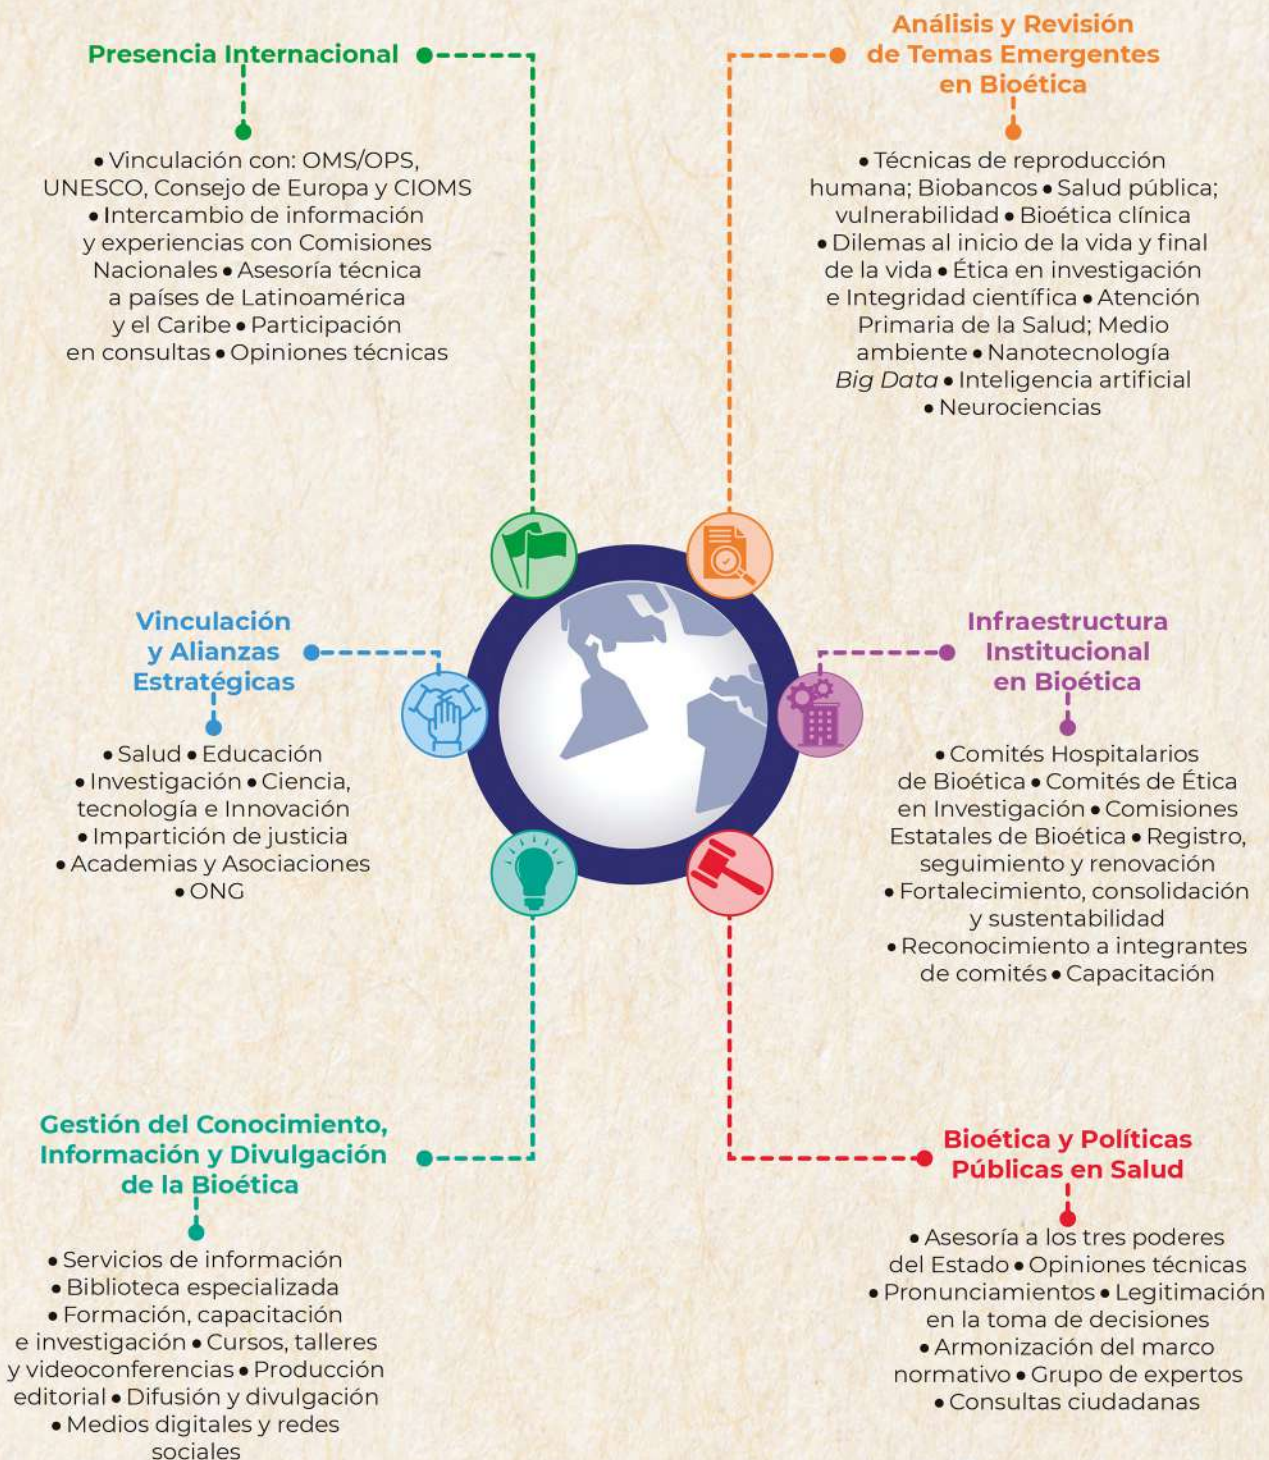 Presencia Internacional
• Vinculación con: OMS/OPS,
UNESCO, Consejo de Europa y CIOMS
• Intercambio de información
y experiencias con Comisiones
Nacionales • Asesoría técnica
a países de Latinoamérica
y el Caribe • Participación
en consultas • Opiniones técnicas
Análisis y Revisión
de Temas Emergentes
en Bioética
• Técnicas de reproducción
humana; Biobancos • Salud pública;
vulnerabilidad • Bioética clínica
• Dilemas al inicio de la vida y final
de la vida • Ética en investigación
e Integridad científica • Atención
Primaria de la Salud; Medio
ambiente • Nanotecnología
Big Data • Inteligencia artificial
• Neurociencias
Vinculación
y Alianzas
Estratégicas
• Salud • Educación
• Investigación • Ciencia,
tecnología e Innovación
• Impartición de justicia
• Academias y Asociaciones
• ONG
Infraestructura
Institucional
en Bioética
• Comités Hospitalarios
de Bioética • Comités de Ética
en Investigación • Comisiones
Estatales de Bioética • Registro,
seguimiento y renovación
• Fortalecimiento, consolidación
y sustentabilidad
• Reconocimiento a integrantes
de comités • Capacitación
Gestión del Conocimiento,
Información y Divulgación
de la Bioética
• Servicios de información
• Biblioteca especializada
• Formación, capacitación
e investigación • Cursos, talleres
y videoconferencias • Producción
editorial • Difusión y divulgación
• Medios digitales y redes
sociales
Bioética y Políticas
Públicas en Salud
• Asesoría a los tres poderes
del Estado • Opiniones técnicas
• Pronunciamientos • Legitimación
en la toma de decisiones
• Armonización del marco
normativo • Grupo de expertos
• Consultas ciudadanas